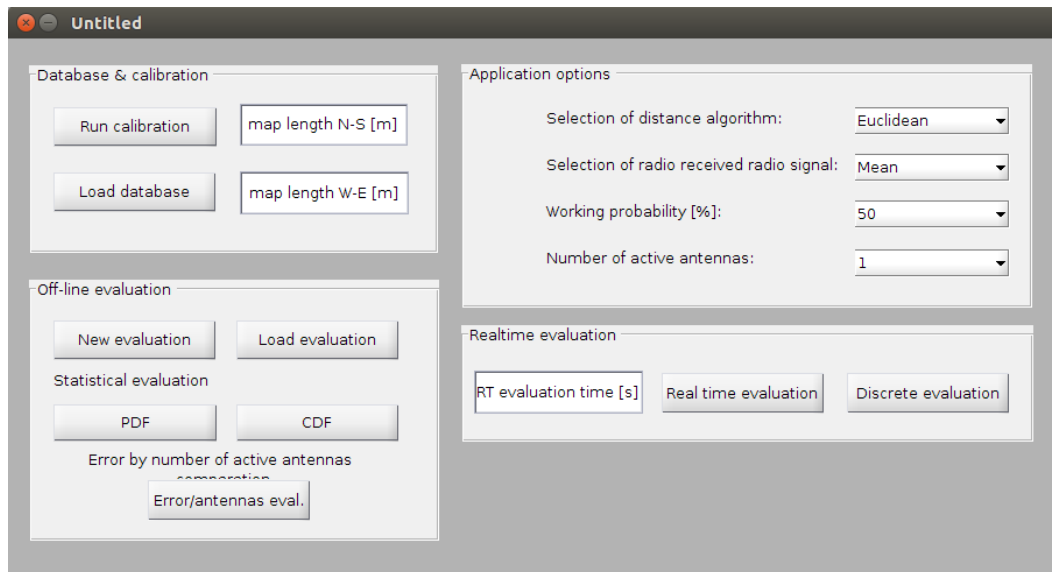 Untitled
Database & calibration
Run calibration
map length N-S [m]
Load database
map length W-E [m]
Application options
Selection of distance algorithm:
Euclidean
Selection of radio received radio signal:
Mean
Working probability [%]:
50
Number of active antennas:
1
Off-line evaluation
New evaluation
Load evaluation
Statistical evaluation
PDF
CDF
Error by number of active antennas
Error/antennas eval.
Realtime evaluation
RT evaluation time [s]
Real time evaluation
Discrete evaluation